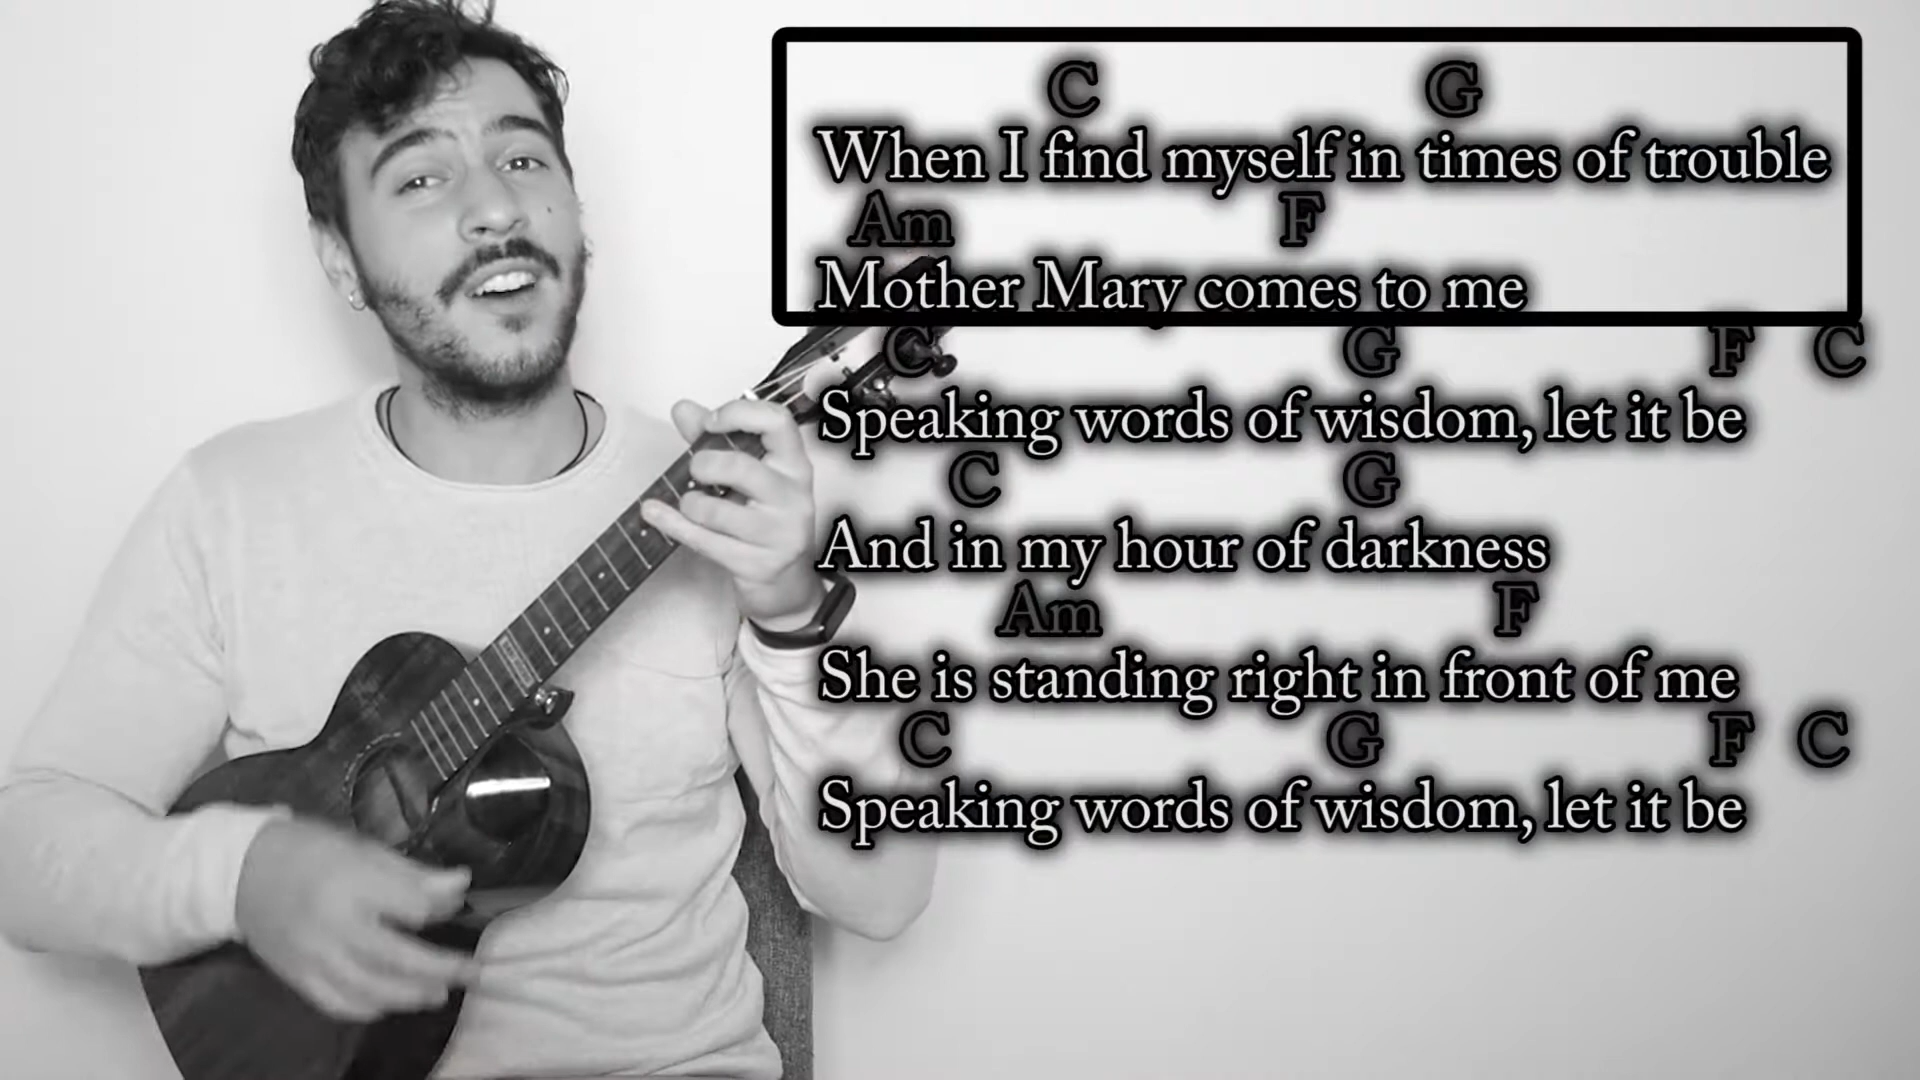 C G
When I find myself in times of trouble
Am F
Mother Mary comes to me
C G F C
Speaking words of wisdom, let it be
C G
And in my hour of darkness
Am F
She is standing right in front of me
C G F C
Speaking words of wisdom, let it be